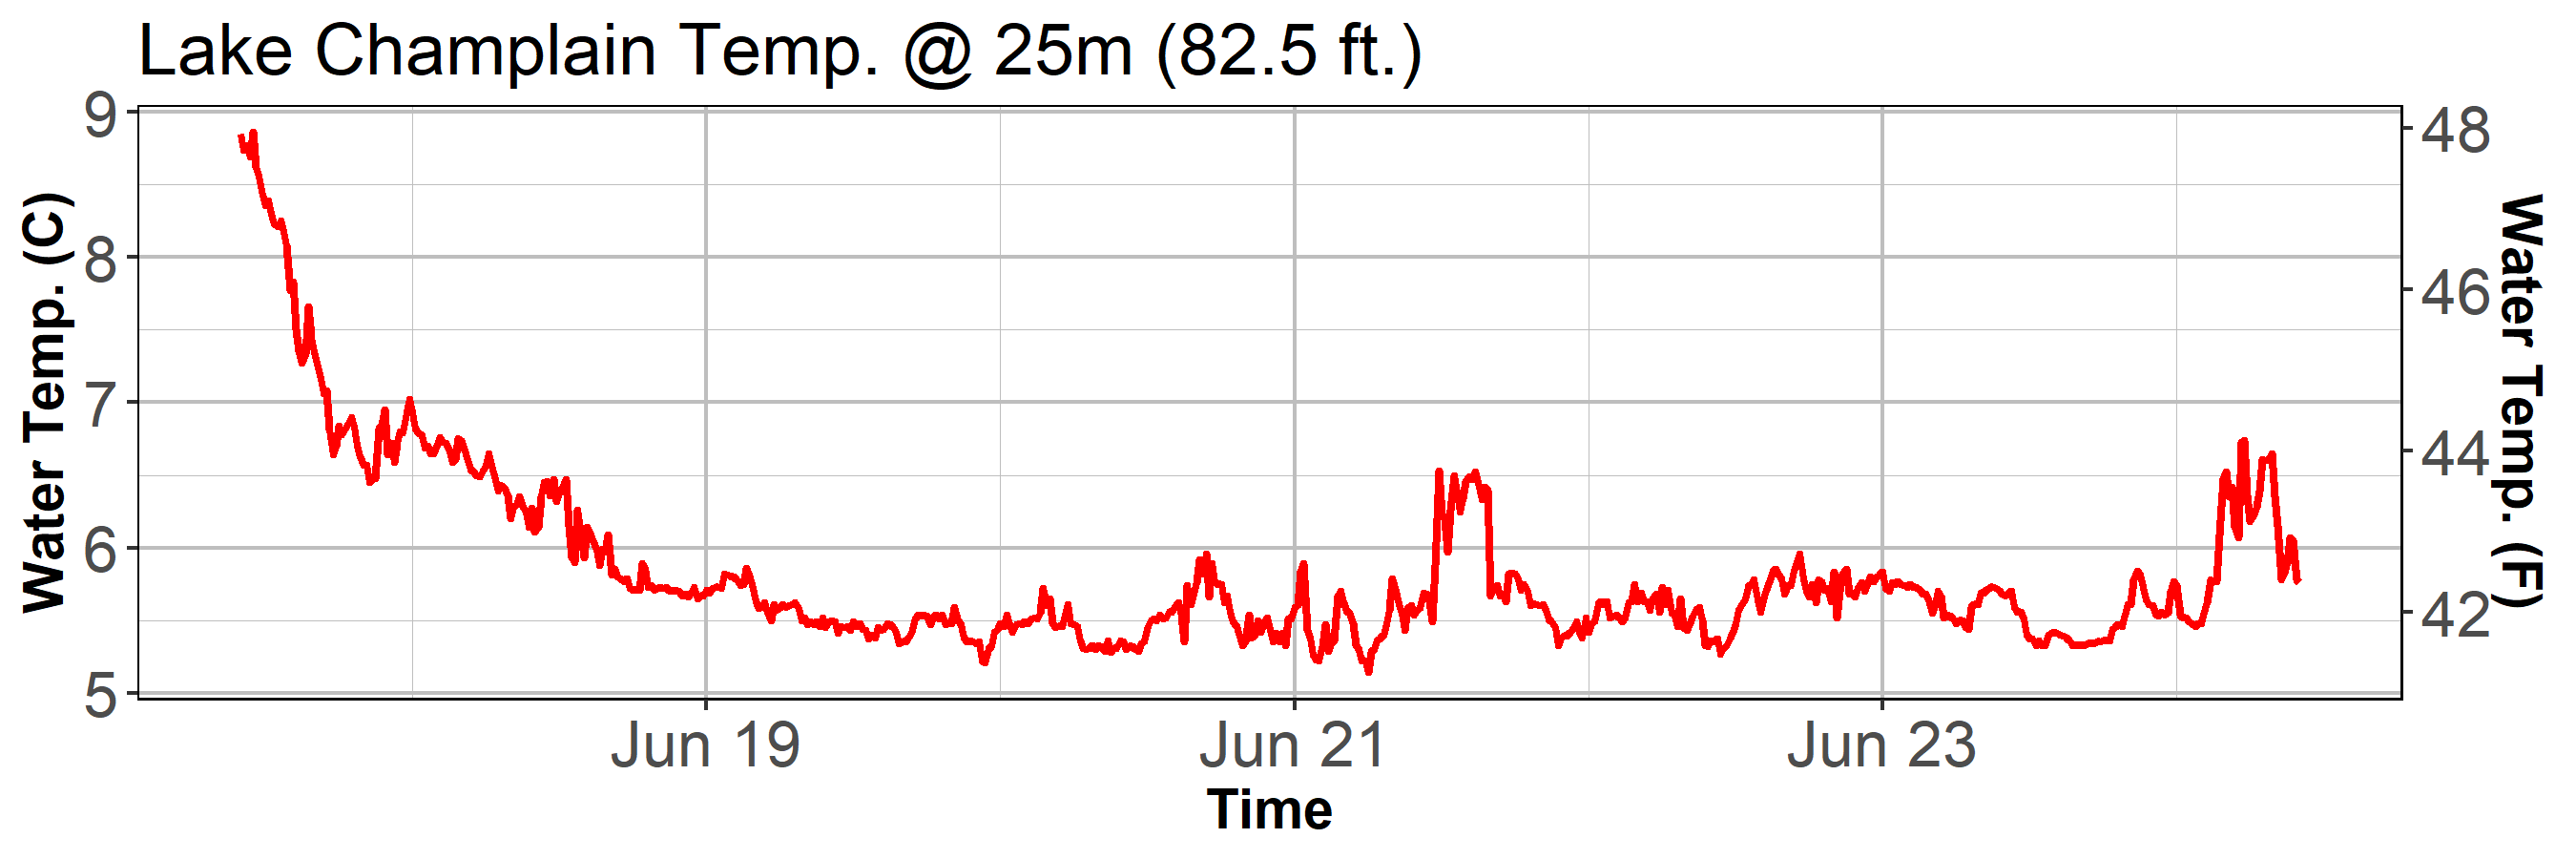 Lake Champlain Temp. @ 25m (82.5 ft.)
9
8
7
6
5
Water Temp. (C)
48
46
44
42
Water Temp. (F)
Jun 19
Jun 21
Jun 23
Time